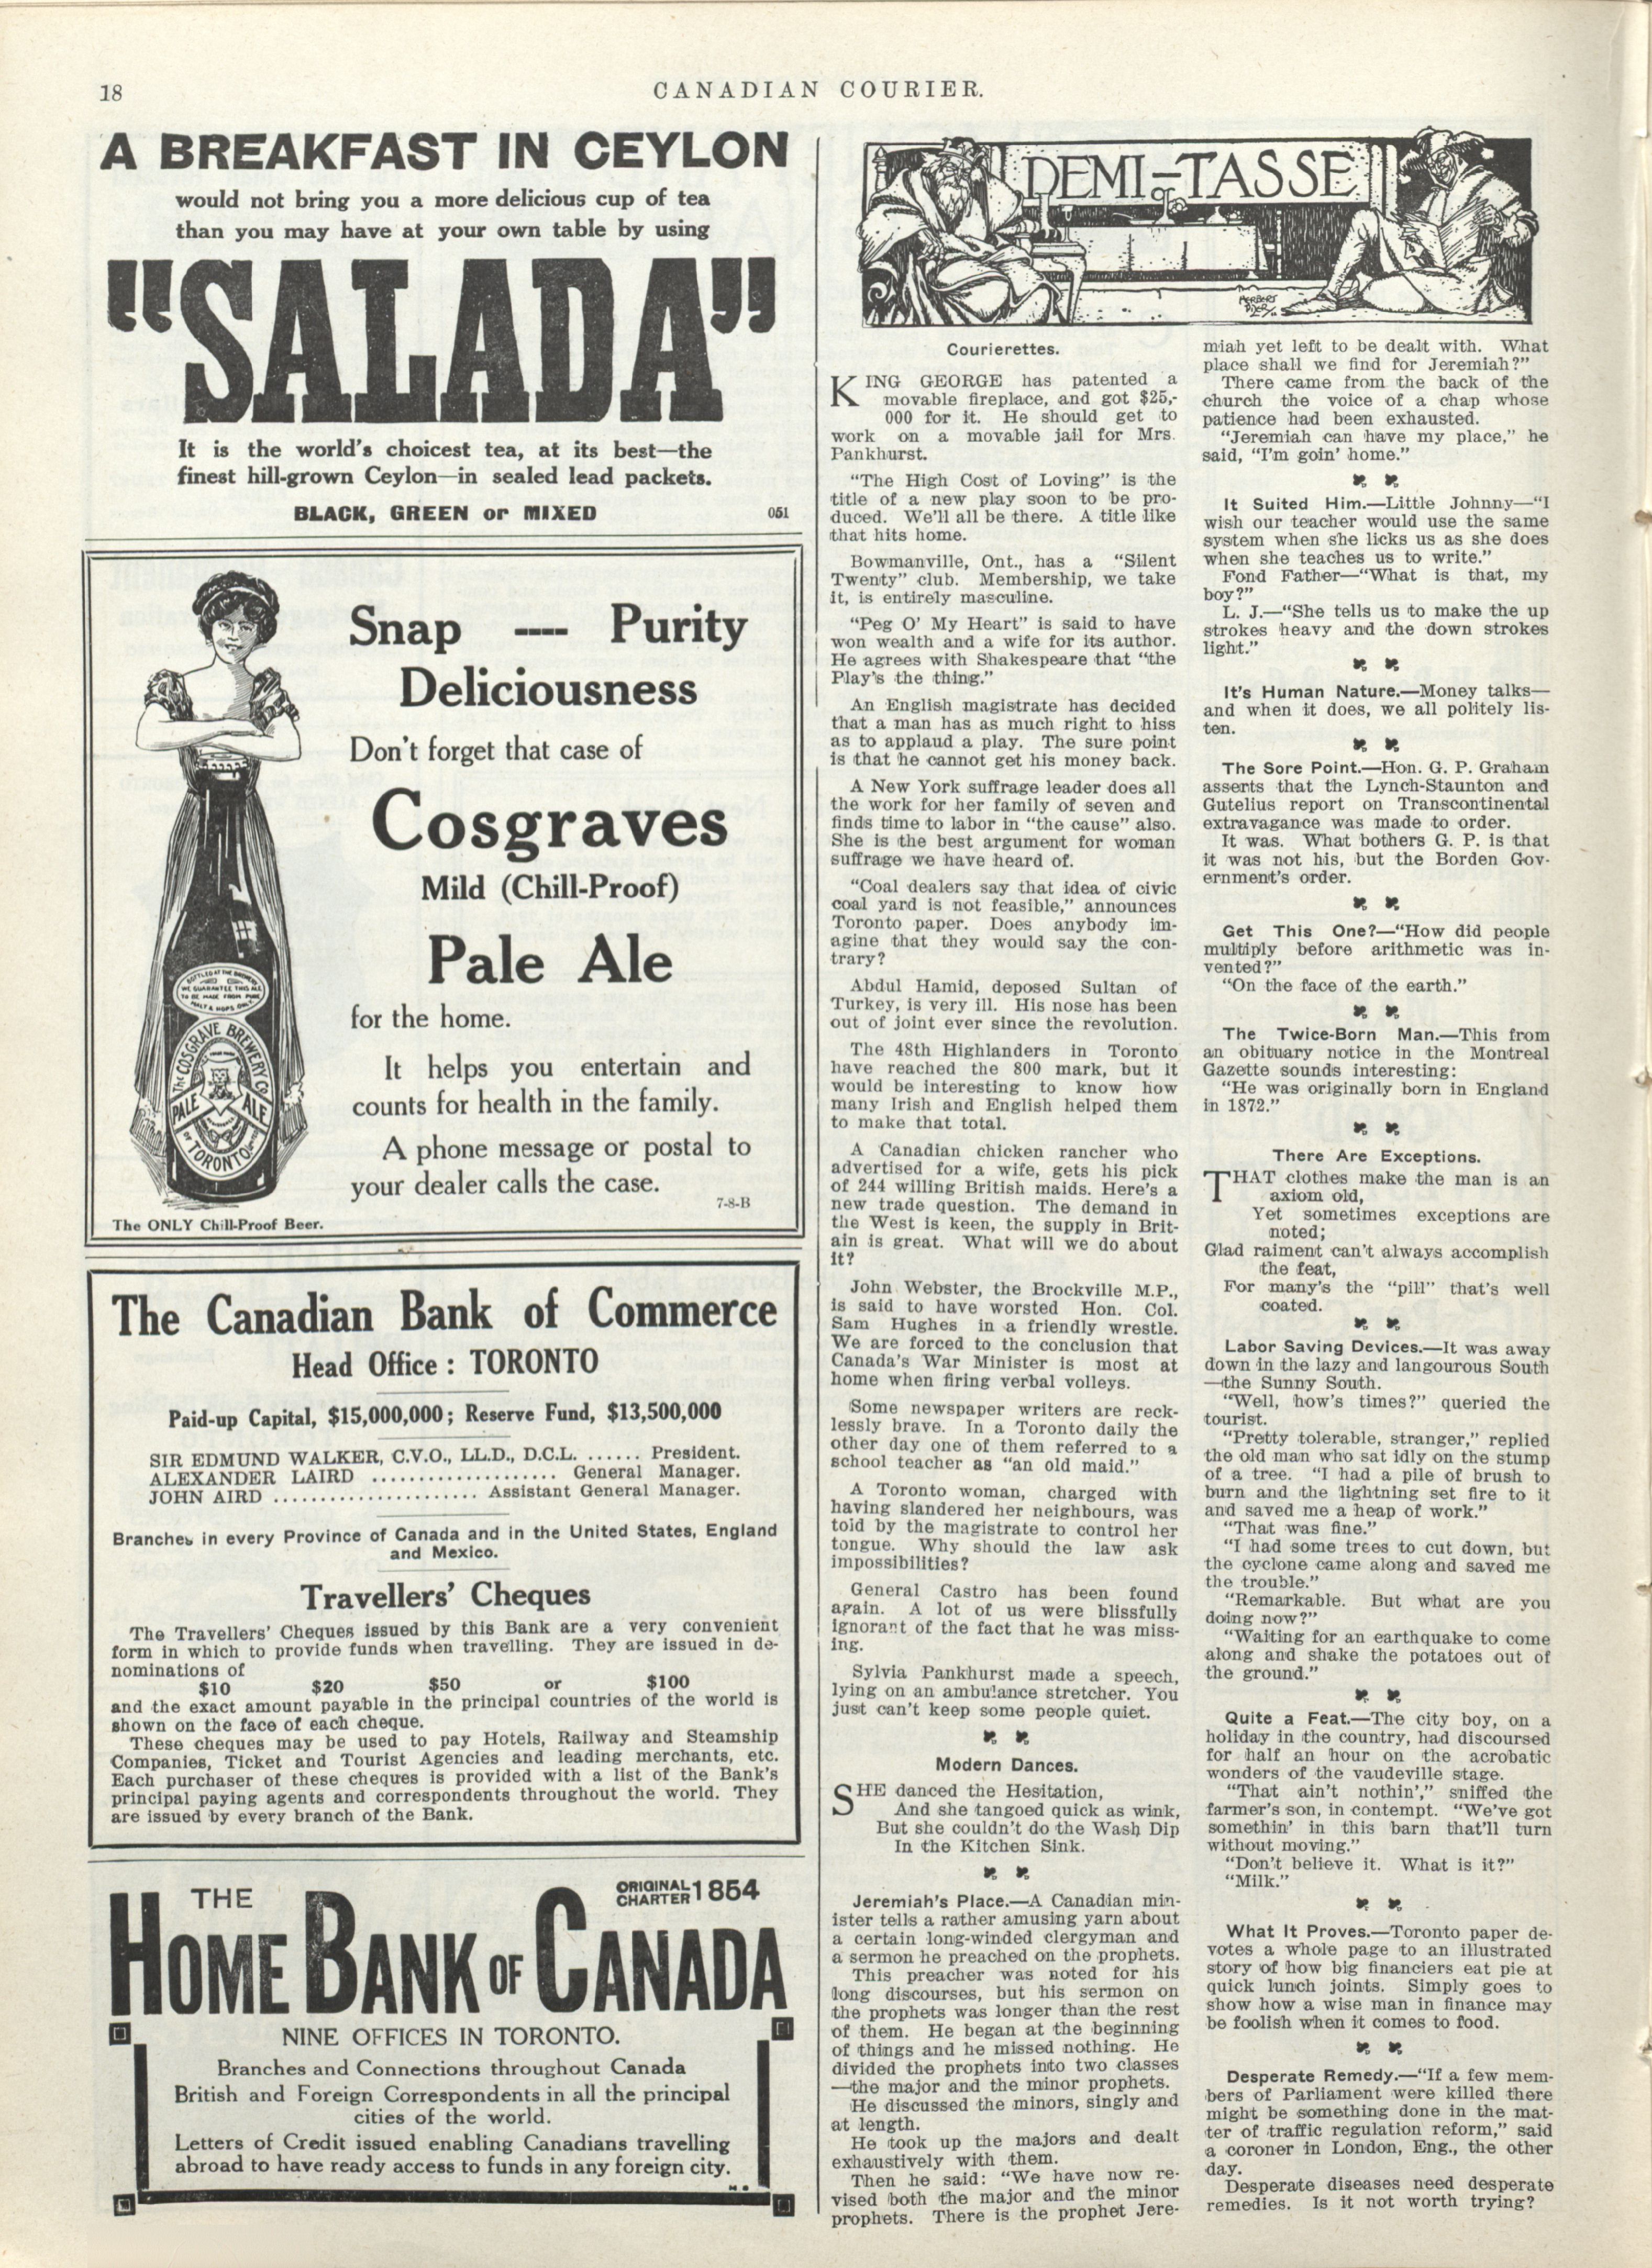 18
CANADIAN COURIER.
A BREAKFAST IN CEYLON
would not bring you a more delicious cup of tea
than you may have at your own table by using
"SALADA"
It is the world's choicest tea, at its best—the
finest hill-grown Ceylon—in sealed lead packets.
BLACK, GREEN or MIXED
051
Snap ---- Purity
Deliciousness
Don't forget that case of
Cosgraves
Mild (Chill-Proof)
Pale Ale
for the home.
It helps you entertain and
counts for health in the family.
A phone message or postal to
your dealer calls the case.
7-8-B
BOTTLED AT THE BREWERY
WE GUARANTEE THIS ALE
TO BE MADE FROM PURE
MALT & HOPS ONLY
The COSGRAVE BREWERY Co
PALE ALE
OF TORONTO
The ONLY Chill-Proof Beer.
The Canadian Bank of Commerce
Head Office : TORONTO
Paid-up Capital, $15,000,000; Reserve Fund, $13,500,000
SIR EDMUND WALKER, C.V.O., LL.D., D.C.L. ...... President.
ALEXANDER LAIRD ..................... General Manager.
JOHN AIRD ....................... Assistant General Manager.
Branches in every Province of Canada and in the United States, England
and Mexico.
Travellers' Cheques
The Travellers' Cheques issued by this Bank are a very convenient
form in which to provide funds when travelling. They are issued in de-
nominations of
$10 $20 $50 or $100
and the exact amount payable in the principal countries of the world is
shown on the face of each cheque.
These cheques may be used to pay Hotels, Railway and Steamship
Companies, Ticket and Tourist Agencies and leading merchants, etc.
Each purchaser of these cheques is provided with a list of the Bank's
principal paying agents and correspondents throughout the world. They
are issued by every branch of the Bank.
THE
ORIGINAL
CHARTER 1854
HOME BANK OF CANADA
NINE OFFICES IN TORONTO.
Branches and Connections throughout Canada
British and Foreign Correspondents in all the principal
cities of the world.
Letters of Credit issued enabling Canadians travelling
abroad to have ready access to funds in any foreign city.
DEMI-TASSE
Courierettes.
KING GEORGE has patented a
movable fireplace, and got $25,-
000 for it. He should get to
work on a movable jail for Mrs.
Pankhurst.
"The High Cost of Loving" is the
title of a new play soon to be pro-
duced. We'll all be there. A title like
that hits home.
Bowmanville, Ont., has a "Silent
Twenty" club. Membership, we take
it, is entirely masculine.
"Peg O' My Heart" is said to have
won wealth and a wife for its author.
He agrees with Shakespeare that "the
Play's the thing."
An English magistrate has decided
that a man has as much right to hiss
as to applaud a play. The sure point
is that he cannot get his money back.
A New York suffrage leader does all
the work for her family of seven and
finds time to labor in "the cause" also.
She is the best argument for woman
suffrage we have heard of.
"Coal dealers say that idea of civic
coal yard is not feasible," announces
Toronto paper. Does anybody im-
agine that they would say the con-
trary?
Abdul Hamid, deposed Sultan of
Turkey, is very ill. His nose has been
out of joint ever since the revolution.
The 48th Highlanders in Toronto
have reached the 800 mark, but it
would be interesting to know how
many Irish and English helped them
to make that total.
A Canadian chicken rancher who
advertised for a wife, gets his pick
of 244 willing British maids. Here's a
new trade question. The demand in
the West is keen, the supply in Brit-
ain is great. What will we do about
it?
John Webster, the Brockville M.P.,
is said to have worsted Hon. Col.
Sam Hughes in a friendly wrestle.
We are forced to the conclusion that
Canada's War Minister is most at
home when firing verbal volleys.
Some newspaper writers are reck-
lessly brave. In a Toronto daily the
other day one of them referred to a
school teacher as "an old maid."
A Toronto woman, charged with
having slandered her neighbours, was
told by the magistrate to control her
tongue. Why should the law ask
impossibilities?
General Castro has been found
again. A lot of us were blissfully
ignorant of the fact that he was miss-
ing.
Sylvia Pankhurst made a speech,
lying on an ambulance stretcher. You
just can't keep some people quiet.
Modern Dances.
SHE danced the Hesitation,
And she tangoed quick as wink,
But she couldn't do the Wash Dip
In the Kitchen Sink.
Jeremiah's Place.—A Canadian min-
ister tells a rather amusing yarn about
a certain long-winded clergyman and
a sermon he preached on the prophets.
This preacher was noted for his
long discourses, but his sermon on
the prophets was longer than the rest
of them. He began at the beginning
of things and he missed nothing. He
divided the prophets into two classes
—the major and the minor prophets.
He discussed the minors, singly and
at length.
He took up the majors and dealt
exhaustively with them.
Then he said: "We have now re-
vised both the major and the minor
prophets. There is the prophet Jere-
miah yet left to be dealt with. What
place shall we find for Jeremiah?"
There came from the back of the
church the voice of a chap whose
patience had been exhausted.
"Jeremiah can have my place," he
said, "I'm goin' home."
It Suited Him.—Little Johnny—"I
wish our teacher would use the same
system when she licks us as she does
when she teaches us to write."
Fond Father—"What is that, my
boy?"
L. J.—"She tells us to make the up
strokes heavy and the down strokes
light."
It's Human Nature.—Money talks—
and when it does, we all politely lis-
ten.
The Sore Point.—Hon. G. P. Graham
asserts that the Lynch-Staunton and
Gutelius report on Transcontinental
extravagance was made to order.
It was. What bothers G. P. is that
it was not his, but the Borden Gov-
ernment's order.
Get This One?—"How did people
multiply before arithmetic was in-
vented?"
"On the face of the earth."
The Twice-Born Man.—This from
an obituary notice in the Montreal
Gazette sounds interesting:
"He was originally born in England
in 1872."
There Are Exceptions.
THAT clothes make the man is an
axiom old,
Yet sometimes exceptions are
noted;
Glad raiment can't always accomplish
the feat,
For many's the "pill" that's well
coated.
Labor Saving Devices.—It was away
down in the lazy and langourous South
—the Sunny South.
"Well, how's times?" queried the
tourist.
"Pretty tolerable, stranger," replied
the old man who sat idly on the stump
of a tree. "I had a pile of brush to
burn and the lightning set fire to it
and saved me a heap of work."
"That was fine."
"I had some trees to cut down, but
the cyclone came along and saved me
the trouble."
"Remarkable. But what are you
doing now?"
"Waiting for an earthquake to come
along and shake the potatoes out of
the ground."
Quite a Feat.—The city boy, on a
holiday in the country, had discoursed
for half an hour on the acrobatic
wonders of the vaudeville stage.
"That ain't nothin'," sniffed the
farmer's son, in contempt. "We've got
somethin' in this barn that'll turn
without moving."
"Don't believe it. What is it?"
"Milk."
What It Proves.—Toronto paper de-
votes a whole page to an illustrated
story of how big financiers eat pie at
quick lunch joints. Simply goes to
show how a wise man in finance may
be foolish when it comes to food.
Desperate Remedy.—"If a few mem-
bers of Parliament were killed there
might be something done in the mat-
ter of traffic regulation reform," said
a coroner in London, Eng., the other
day.
Desperate diseases need desperate
remedies. Is it not worth trying?